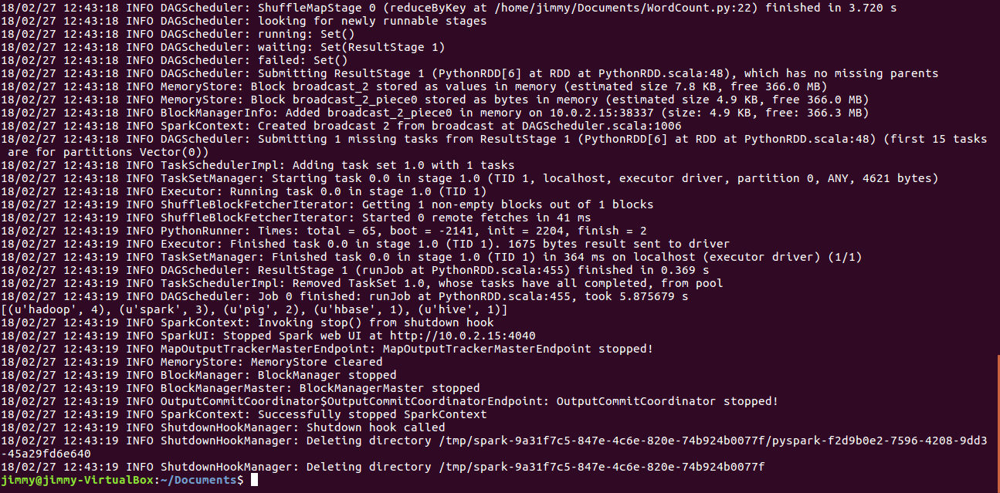 18/02/27 12:43:18 INFO DAGScheduler: ShuffleMapStage 0 (reduceByKey at /home/jimmy/Documents/WordCount.py:22) finished in 3.720 s
18/02/27 12:43:18 INFO DAGScheduler: looking for newly runnable stages
18/02/27 12:43:18 INFO DAGScheduler: running: Set()
18/02/27 12:43:18 INFO DAGScheduler: waiting: Set(ResultStage 1)
18/02/27 12:43:18 INFO DAGScheduler: failed: Set()
18/02/27 12:43:18 INFO DAGScheduler: Submitting ResultStage 1 (PythonRDD[6] at RDD at PythonRDD.scala:48), which has no missing parents
18/02/27 12:43:18 INFO MemoryStore: Block broadcast_2 stored as values in memory (estimated size 7.8 KB, free 366.0 MB)
18/02/27 12:43:18 INFO MemoryStore: Block broadcast_2_piece0 stored as bytes in memory (estimated size 4.9 KB, free 366.0 MB)
18/02/27 12:43:18 INFO BlockManagerInfo: Added broadcast_2_piece0 in memory on 10.0.2.15:38337 (size: 4.9 KB, free: 366.3 MB)
18/02/27 12:43:18 INFO SparkContext: Created broadcast 2 from broadcast at DAGScheduler.scala:1006
18/02/27 12:43:18 INFO DAGScheduler: Submitting 1 missing tasks from ResultStage 1 (PythonRDD[6] at RDD at PythonRDD.scala:48) (first 15 tasks
 are for partitions Vector(0))
18/02/27 12:43:18 INFO TaskSchedulerImpl: Adding task set 1.0 with 1 tasks
18/02/27 12:43:18 INFO TaskSetManager: Starting task 0.0 in stage 1.0 (TID 1, localhost, executor driver, partition 0, ANY, 4621 bytes)
18/02/27 12:43:18 INFO Executor: Running task 0.0 in stage 1.0 (TID 1)
18/02/27 12:43:19 INFO ShuffleBlockFetcherIterator: Getting 1 non-empty blocks out of 1 blocks
18/02/27 12:43:19 INFO ShuffleBlockFetcherIterator: Started 0 remote fetches in 41 ms
18/02/27 12:43:19 INFO PythonRunner: Times: total = 65, boot = -2141, init = 2204, finish = 2
18/02/27 12:43:19 INFO Executor: Finished task 0.0 in stage 1.0 (TID 1). 1675 bytes result sent to driver
18/02/27 12:43:19 INFO TaskSetManager: Finished task 0.0 in stage 1.0 (TID 1) in 364 ms on localhost (executor driver) (1/1)
18/02/27 12:43:19 INFO DAGScheduler: ResultStage 1 (runJob at PythonRDD.scala:455) finished in 0.369 s
18/02/27 12:43:19 INFO TaskSchedulerImpl: Removed TaskSet 1.0, whose tasks have all completed, from pool
18/02/27 12:43:19 INFO DAGScheduler: Job 0 finished: runJob at PythonRDD.scala:455, took 5.875679 s
[(u'hadoop', 4), (u'spark', 3), (u'pig', 2), (u'hbase', 1), (u'hive', 1)]
18/02/27 12:43:19 INFO SparkContext: Invoking stop() from shutdown hook
18/02/27 12:43:19 INFO SparkUI: Stopped Spark web UI at http://10.0.2.15:4040
18/02/27 12:43:19 INFO MapOutputTrackerMasterEndpoint: MapOutputTrackerMasterEndpoint stopped!
18/02/27 12:43:19 INFO MemoryStore: MemoryStore cleared
18/02/27 12:43:19 INFO BlockManager: BlockManager stopped
18/02/27 12:43:19 INFO BlockManagerMaster: BlockManagerMaster stopped
18/02/27 12:43:19 INFO OutputCommitCoordinator$OutputCommitCoordinatorEndpoint: OutputCommitCoordinator stopped!
18/02/27 12:43:19 INFO SparkContext: Successfully stopped SparkContext
18/02/27 12:43:19 INFO ShutdownHookManager: Shutdown hook called
18/02/27 12:43:19 INFO ShutdownHookManager: Deleting directory /tmp/spark-9a31f7c5-847e-4c6e-820e-74b924b0077f/pyspark-f2d9b0e2-7596-4208-9dd3
-45a29fd6e640
18/02/27 12:43:19 INFO ShutdownHookManager: Deleting directory /tmp/spark-9a31f7c5-847e-4c6e-820e-74b924b0077f
jimmy@jimmy-VirtualBox:~/Documents$